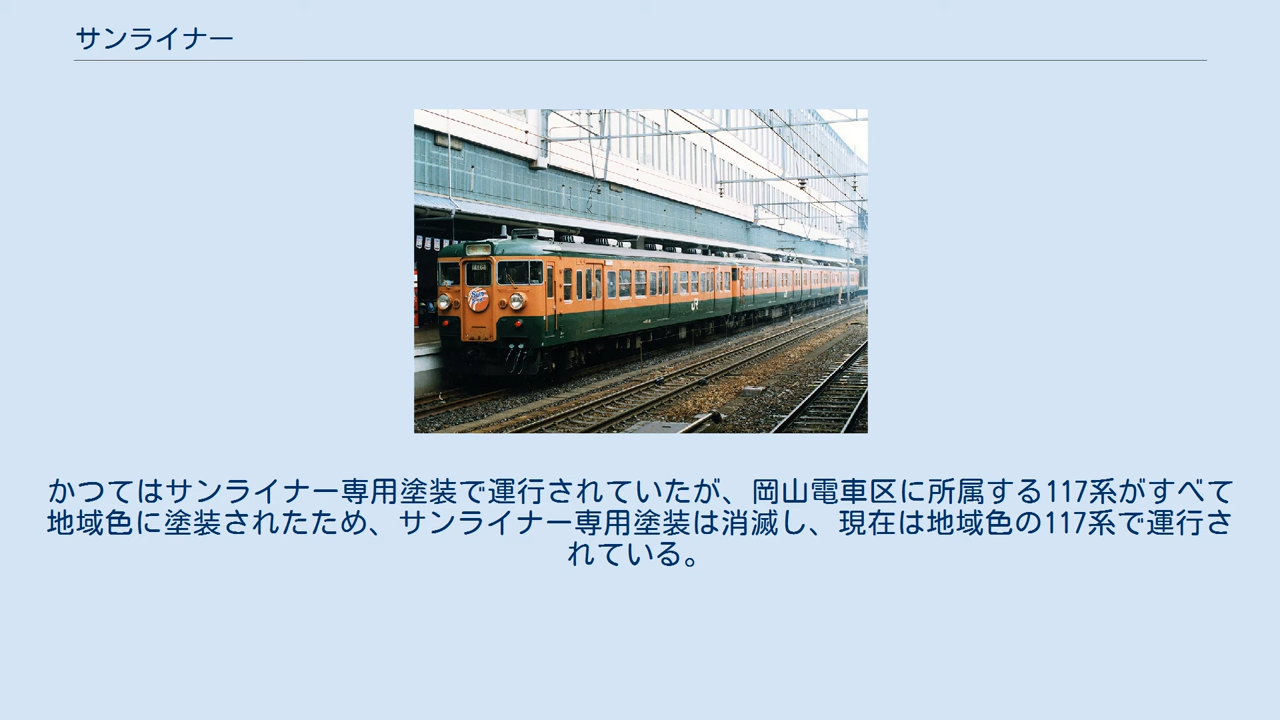 サンライナー
JR
かつてはサンライナー専用塗装で運行されていたが、岡山電車区に所属する117系がすべて
地域色に塗装されたため、サンライナー専用塗装は消滅し、現在は地域色の117系で運行さ
れている。